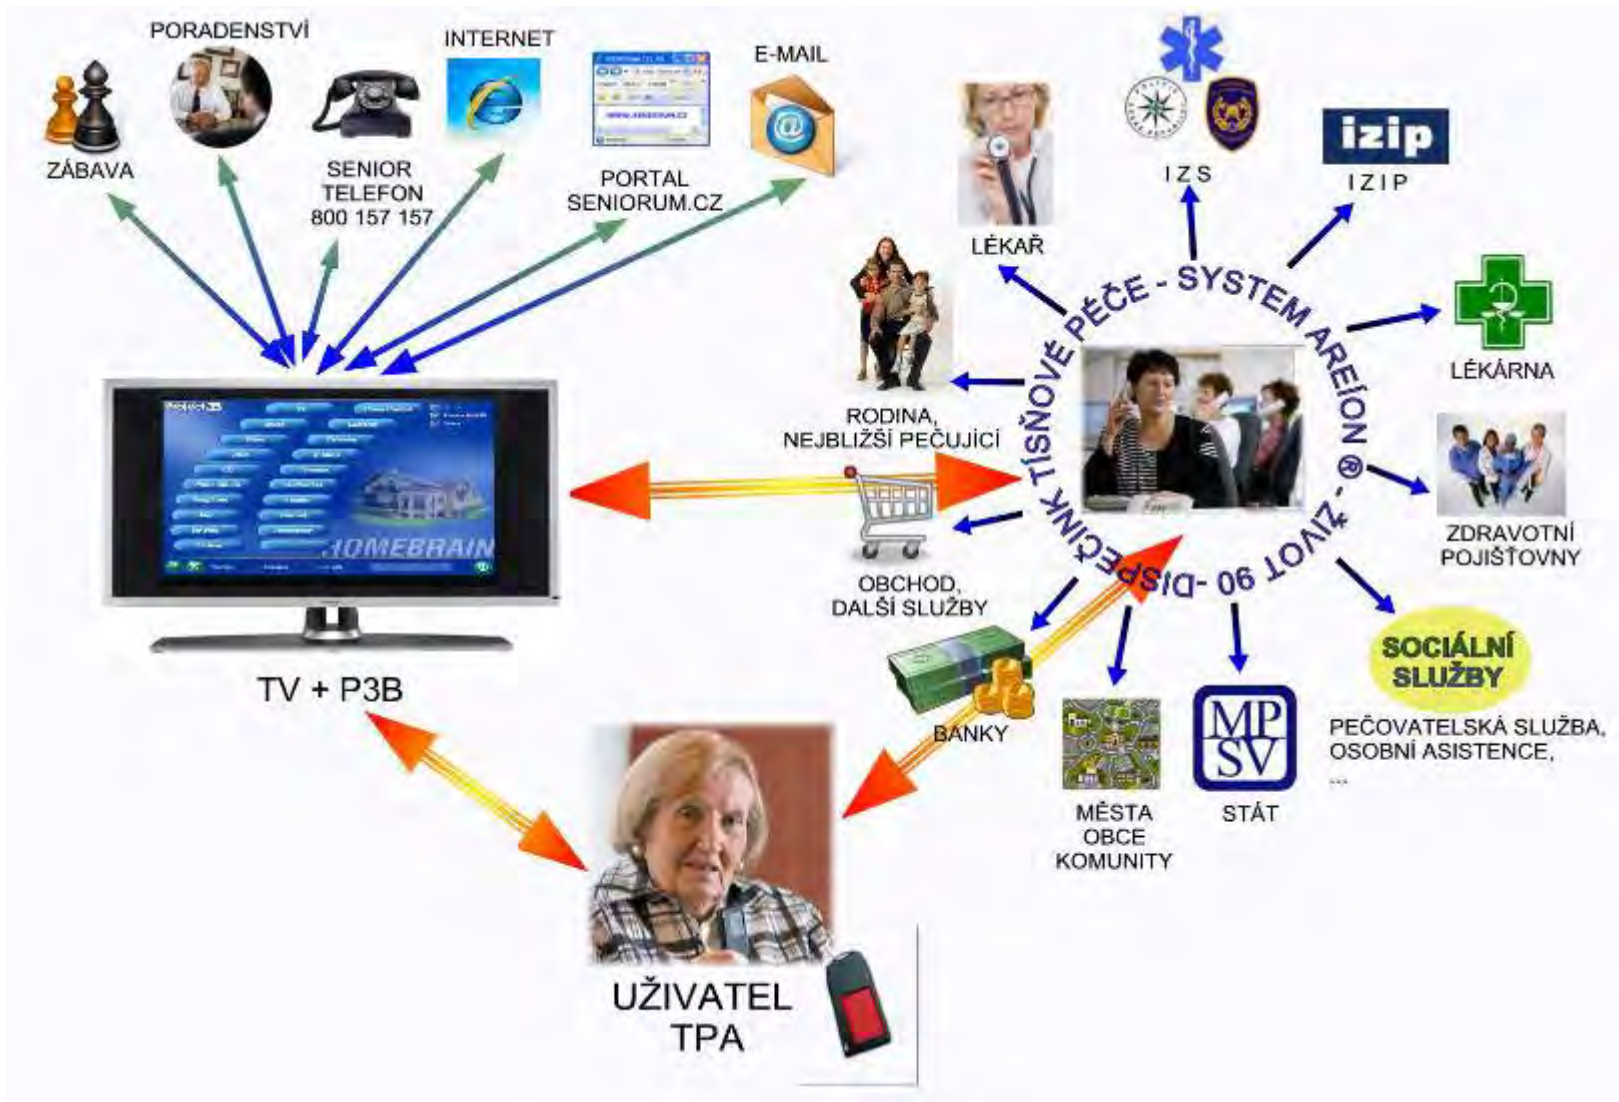 PORADENSTVÍ
INTERNET
E-MAIL
ZÁBAVA
SENIOR
TELEFON
800 157 157
PORTAL
SENIORUM.CZ
LÉKAŘ
I Z S
izip
I Z I P
LÉKÁRNA
RODINA,
NEJBLIŽŠÍ PEČUJÍCÍ
DISPEČINK TÍSŇOVÉ PÉČE - SYSTEM AREÍON ® - ŽIVOT 90 -
ZDRAVOTNÍ
POJIŠŤOVNY
OBCHOD,
DALŠÍ SLUŽBY
HOMEBRAIN
TV + P3B
BANKY
SOCIÁLNÍ
SLUŽBY
PEČOVATELSKÁ SLUŽBA,
OSOBNÍ ASISTENCE,
...
MP
SV
MĚSTA
OBCE
KOMUNITY
STÁT
UŽIVATEL
TPA